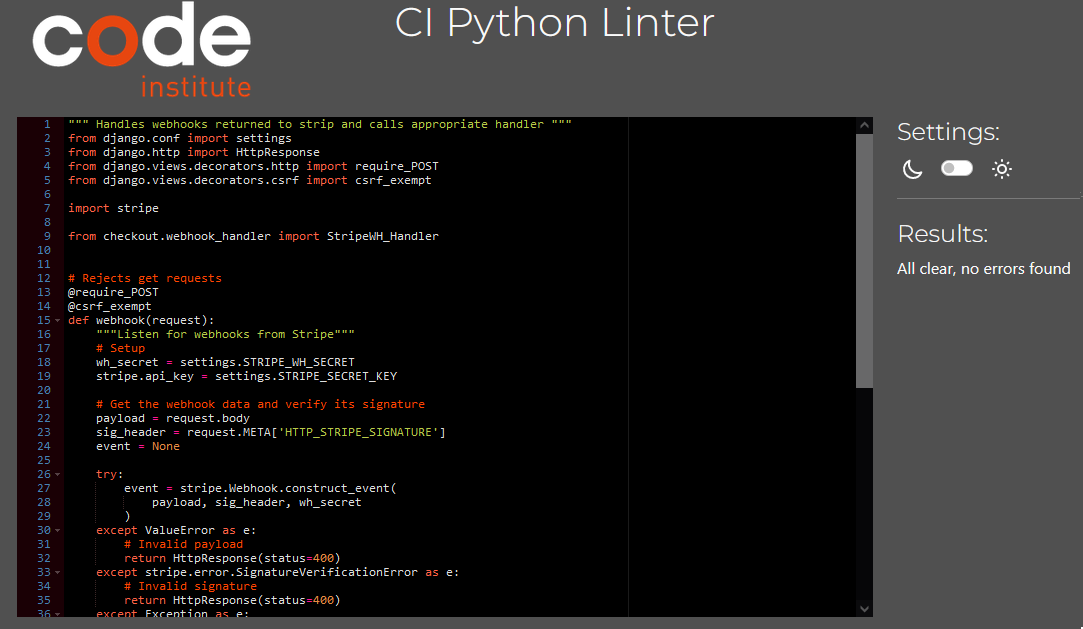 code
institute
CI Python Linter
1 """ Handles webhooks returned to strip and calls appropriate handler """
2 from django.conf import settings
3 from django.http import HttpResponse
4 from django.views.decorators.http import require_POST
5 from django.views.decorators.csrf import csrf_exempt
6
7 import stripe
8
9 from checkout.webhook_handler import StripeWH_Handler
10
11
12 # Rejects get requests
13 @require_POST
14 @csrf_exempt
15 def webhook(request):
16     """Listen for webhooks from Stripe"""
17     # Setup
18     wh_secret = settings.STRIPE_WH_SECRET
19     stripe.api_key = settings.STRIPE_SECRET_KEY
20
21     # Get the webhook data and verify its signature
22     payload = request.body
23     sig_header = request.META['HTTP_STRIPE_SIGNATURE']
24     event = None
25
26     try:
27         event = stripe.Webhook.construct_event(
28             payload, sig_header, wh_secret
29         )
30     except ValueError as e:
31         # Invalid payload
32         return HttpResponse(status=400)
33     except stripe.error.SignatureVerificationError as e:
34         # Invalid signature
35         return HttpResponse(status=400)
36     except Exception as e:
Settings:
Results:
All clear, no errors found